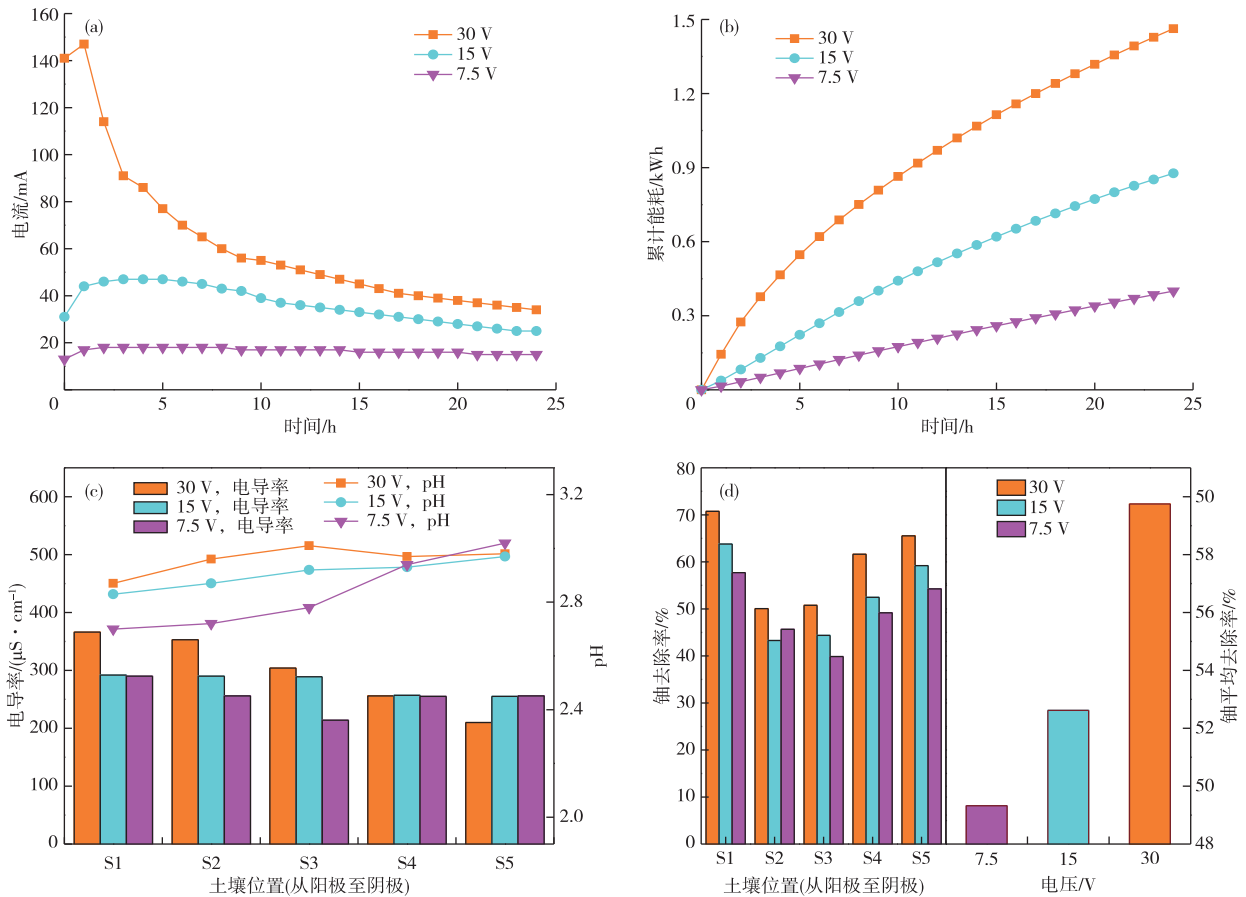 (a)
30 V
15 V
7.5 V
160
140
120
100
80
60
40
20
0
5
10
15
20
25
电流/mA
时间/h
(b)
30 V
15 V
7.5 V
1.5
1.2
0.9
0.6
0.3
0
5
10
15
20
25
累计能耗/kWh
时间/h
(c)
30 V，电导率
15 V，电导率
7.5 V，电导率
30 V，pH
15 V，pH
7.5 V，pH
600
500
400
300
200
100
0
3.2
2.8
2.4
2.0
S1
S2
S3
S4
S5
电导率/(μS·cm⁻¹)
pH
土壤位置(从阳极至阴极)
(d)
30 V
15 V
7.5 V
80
70
60
50
40
30
20
10
0
50
58
56
54
52
50
48
S1
S2
S3
S4
S5
7.5
15
30
铀去除率/%
铀平均去除率/%
土壤位置(从阳极至阴极)
电压/V